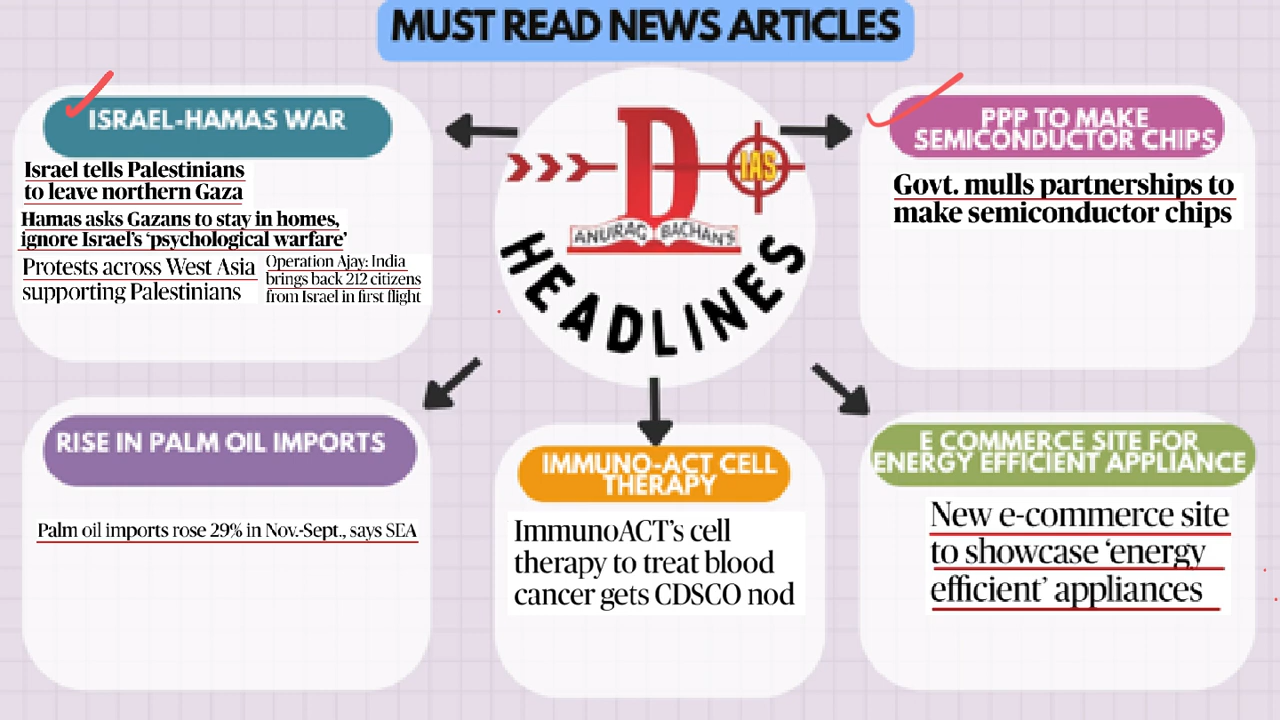 MUST READ NEWS ARTICLES
ISRAEL-HAMAS WAR
Israel tells Palestinians
to leave northern Gaza
Hamas asks Gazans to stay in homes,
ignore Israel's 'psychological warfare'
Protests across West Asia
supporting Palestinians
Operation Ajay: India
brings back 212 citizens
from Israel in first flight
D
IAS
ANURAG BACHAN'S
HEADLINES
PPP TO MAKE
SEMICONDUCTOR CHIPS
Govt. mulls partnerships to
make semiconductor chips
RISE IN PALM OIL IMPORTS
Palm oil imports rose 29% in Nov.-Sept., says SEA
IMMUNO-ACT CELL
THERAPY
ImmunoACT's cell
therapy to treat blood
cancer gets CDSCO nod
E COMMERCE SITE FOR
ENERGY EFFICIENT APPLIANCE
New e-commerce site
to showcase 'energy
efficient' appliances